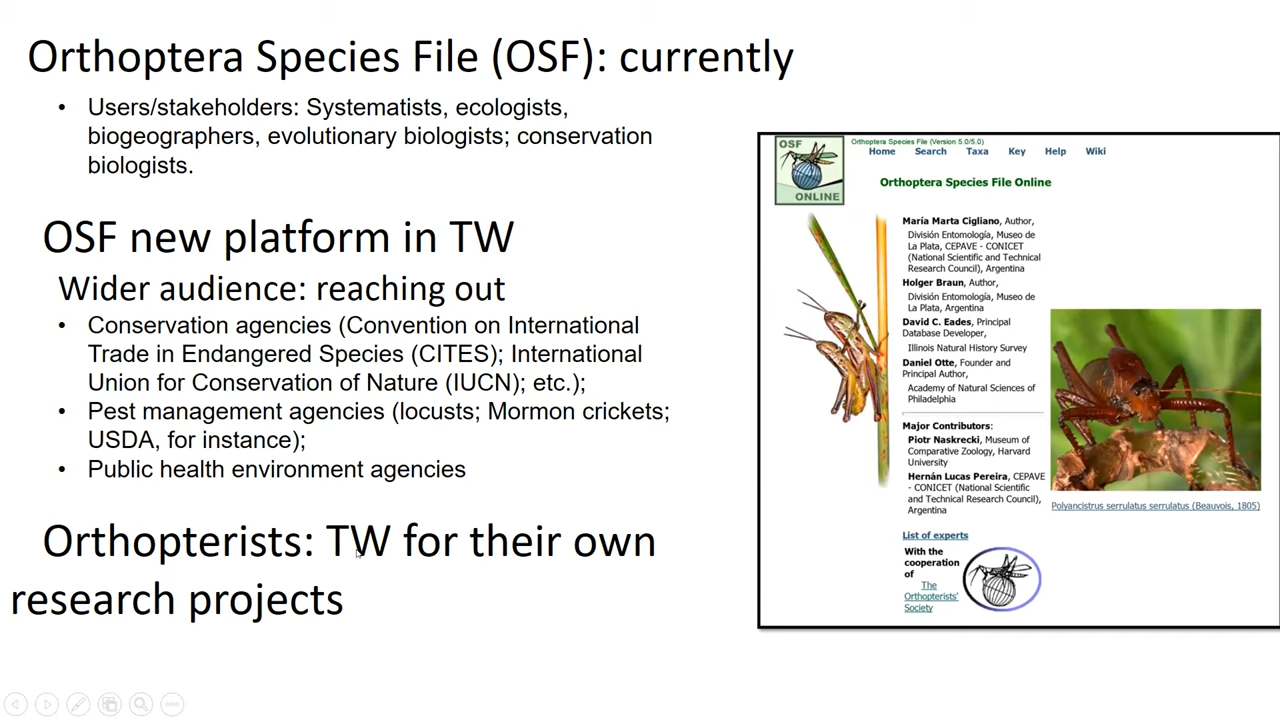 Orthoptera Species File (OSF): currently
• Users/stakeholders: Systematists, ecologists,
biogeographers, evolutionary biologists; conservation
biologists.
OSF new platform in TW
Wider audience: reaching out
• Conservation agencies (Convention on International
Trade in Endangered Species (CITES); International
Union for Conservation of Nature (IUCN); etc.);
• Pest management agencies (locusts; Mormon crickets;
USDA, for instance);
• Public health environment agencies
Orthopterists: TW for their own
research projects
OSF
ONLINE
Orthoptera Species File (Version 5.0/5.0)
Home Search Taxa Key Help Wiki
Orthoptera Species File Online
María Marta Cigliano, Author,
División Entomología, Museo de
La Plata, CEPAVE - CONICET
(National Scientific and Technical
Research Council), Argentina
Holger Braun, Author,
División Entomología, Museo de
La Plata, Argentina
David C. Eades, Principal
Database Developer,
Illinois Natural History Survey
Daniel Otte, Founder and
Principal Author,
Academy of Natural Sciences of
Philadelphia
Major Contributors:
Piotr Naskrecki, Museum of
Comparative Zoology, Harvard
University
Hernán Lucas Pereira, CEPAVE
- CONICET (National Scientific
and Technical Research Council),
Argentina
List of experts
With the
cooperation
of
The
Orthopterists'
Society
Polyancistrus serrulatus serrulatus (Beauvois, 1805)